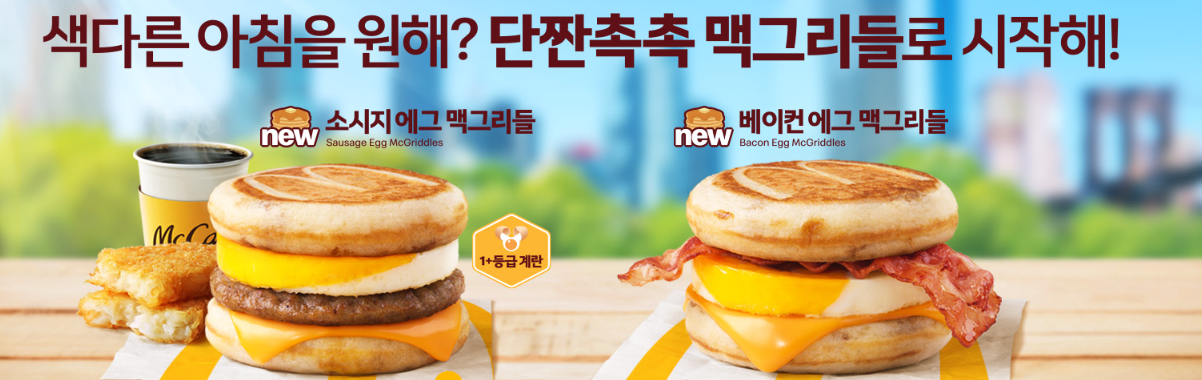 색다른 아침을 원해? 단짠촉촉 맥그리들로 시작해!
new 소시지 에그 맥그리들
Sausage Egg McGriddles
new 베이컨 에그 맥그리들
Bacon Egg McGriddles
McCa
1+등급 계란